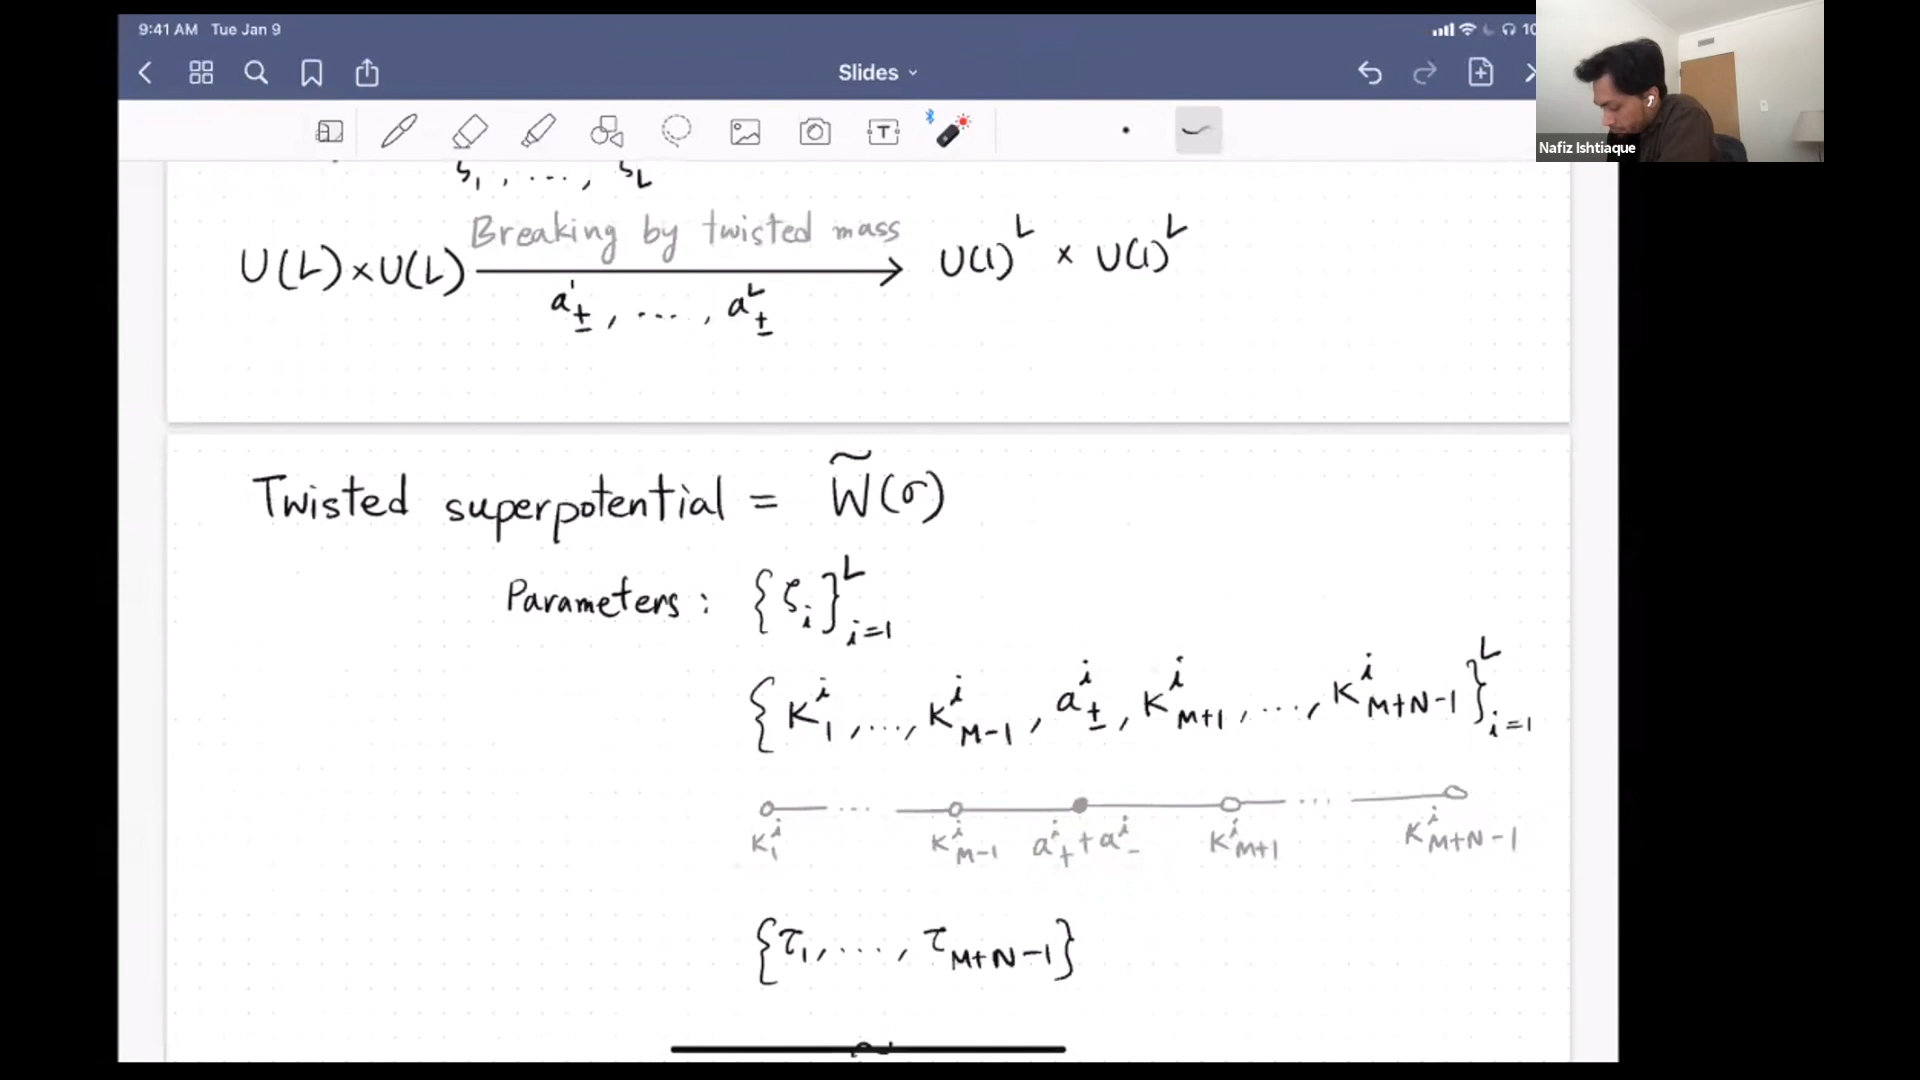 9:41 AM Tue Jan 9
Slides
Nafiz Ishtiaque
ζ₁, ..., ζ_L
Breaking by twisted mass
U(L)×U(L) → U(1)^L × U(1)^L
a^1_±, ..., a^L_±
Twisted superpotential = W̃(σ)
Parameters: {ζ_i}^L_{i=1}
{K^i_1, ..., K^i_{M-1}, a^i_±, K^i_{M+1}, ..., K^i_{M+N-1}}^L_{i=1}
K^i_1 K^i_{M-1} a^i_+ + a^i_- K^i_{M+1} K^i_{M+N-1}
{τ_1, ..., τ_{M+N-1}}